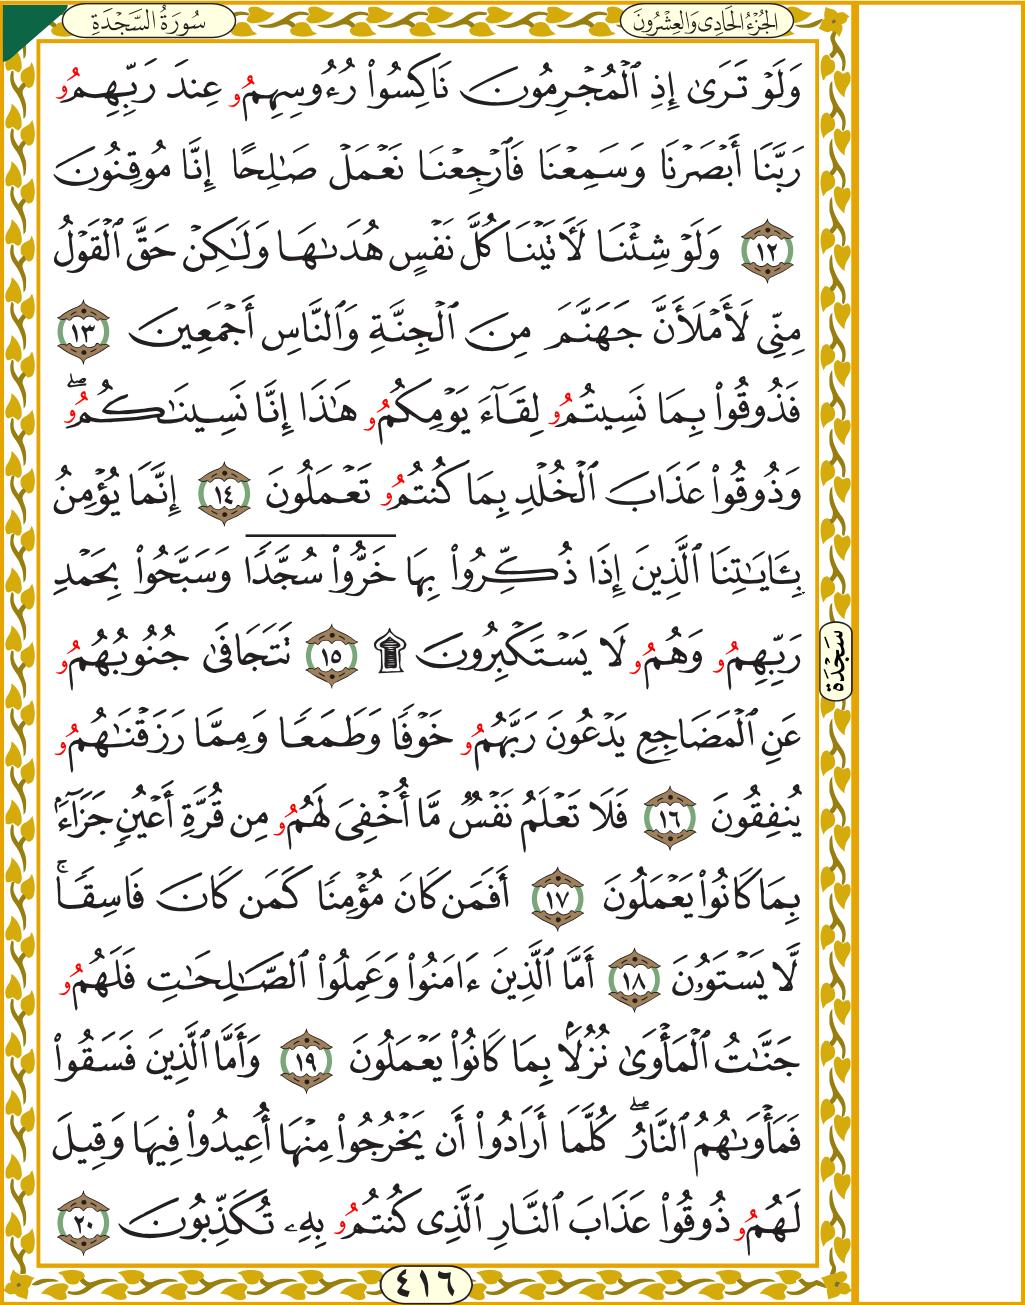 الجُزْءُ الحَادِى وَالعِشْرُونَ
سُورَةُ السَّجْدَةِ
وَلَوْ تَرَىٰٓ إِذِ ٱلْمُجْرِمُونَ نَاكِسُوا۟ رُءُوسِهِمُۥ عِندَ رَبِّهِمُۥ
رَبَّنَآ أَبْصَرْنَا وَسَمِعْنَا فَٱرْجِعْنَا نَعْمَلْ صَٰلِحًا إِنَّا مُوقِنُونَ
١٢ وَلَوْ شِئْنَا لَأَتَيْنَا كُلَّ نَفْسٍ هُدَىٰهَا وَلَٰكِنْ حَقَّ ٱلْقَوْلُ
مِنِّى لَأَمْلَأَنَّ جَهَنَّمَ مِنَ ٱلْجِنَّةِ وَٱلنَّاسِ أَجْمَعِينَ ١٣
فَذُوقُوا۟ بِمَا نَسِيتُمُۥ لِقَآءَ يَوْمِكُمُۥ هَٰذَآ إِنَّا نَسِينَٰكُمُۥۖ
وَذُوقُوا۟ عَذَابَ ٱلْخُلْدِ بِمَا كُنتُمُۥ تَعْمَلُونَ ١٤ إِنَّمَا يُؤْمِنُ
بِـَٔايَٰتِنَا ٱلَّذِينَ إِذَا ذُكِّرُوا۟ بِهَا خَرُّوا۟ سُجَّدًا وَسَبَّحُوا۟ بِحَمْدِ
رَبِّهِمُۥ وَهُمُۥ لَا يَسْتَكْبِرُونَ ۩ ١٥ تَتَجَافَىٰ جُنُوبُهُمُۥ
عَنِ ٱلْمَضَاجِعِ يَدْعُونَ رَبَّهُمُۥ خَوْفًا وَطَمَعًا وَمِمَّا رَزَقْنَٰهُمُۥ
يُنفِقُونَ ١٦ فَلَا تَعْلَمُ نَفْسٌ مَّآ أُخْفِىَ لَهُمُۥ مِن قُرَّةِ أَعْيُنٍ جَزَآءًۢ
بِمَا كَانُوا۟ يَعْمَلُونَ ١٧ أَفَمَن كَانَ مُؤْمِنًا كَمَن كَانَ فَاسِقًاۚ
لَّا يَسْتَوُۥنَ ١٨ أَمَّا ٱلَّذِينَ ءَامَنُوا۟ وَعَمِلُوا۟ ٱلصَّٰلِحَٰتِ فَلَهُمُۥ
جَنَّٰتُ ٱلْمَأْوَىٰ نُزُلًۢا بِمَا كَانُوا۟ يَعْمَلُونَ ١٩ وَأَمَّا ٱلَّذِينَ فَسَقُوا۟
فَمَأْوَىٰهُمُ ٱلنَّارُۖ كُلَّمَآ أَرَادُوٓا۟ أَن يَخْرُجُوا۟ مِنْهَآ أُعِيدُوا۟ فِيهَا وَقِيلَ
لَهُمُۥ ذُوقُوا۟ عَذَابَ ٱلنَّارِ ٱلَّذِى كُنتُمُۥ بِهِۦ تُكَذِّبُونَ ٢٠
سَجْدَة
٤١٦